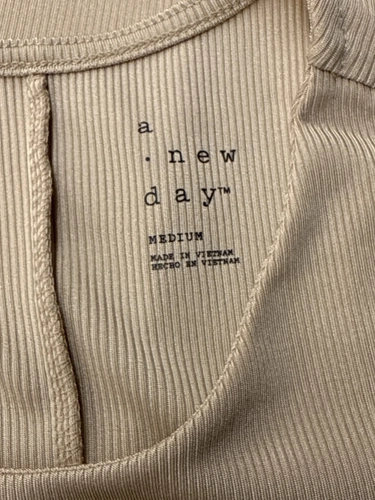 a
. new
day™
MEDIUM
MADE IN VIETNAM
HECHO EN VIETNAM